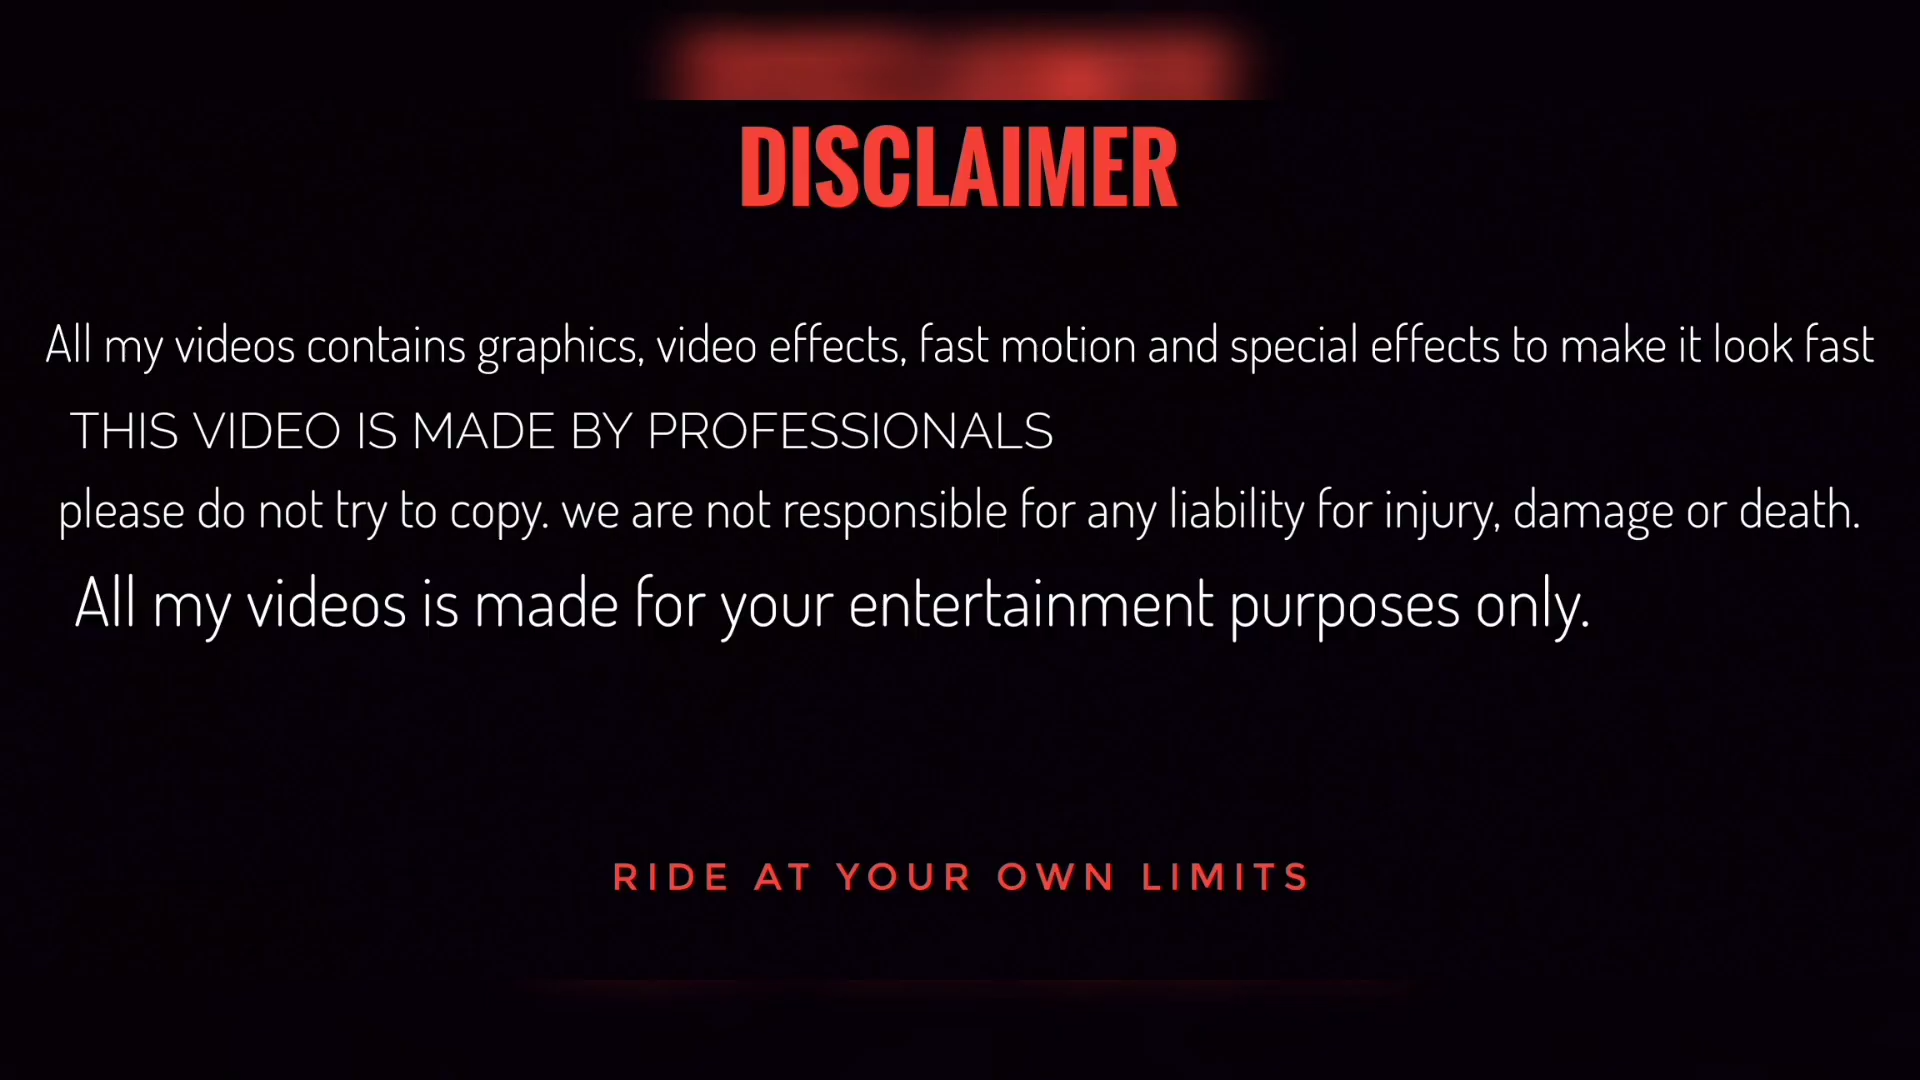 DISCLAIMER
All my videos contains graphics, video effects, fast motion and special effects to make it look fast
THIS VIDEO IS MADE BY PROFESSIONALS
please do not try to copy. we are not responsible for any liability for injury, damage or death.
All my videos is made for your entertainment purposes only.
RIDE AT YOUR OWN LIMITS